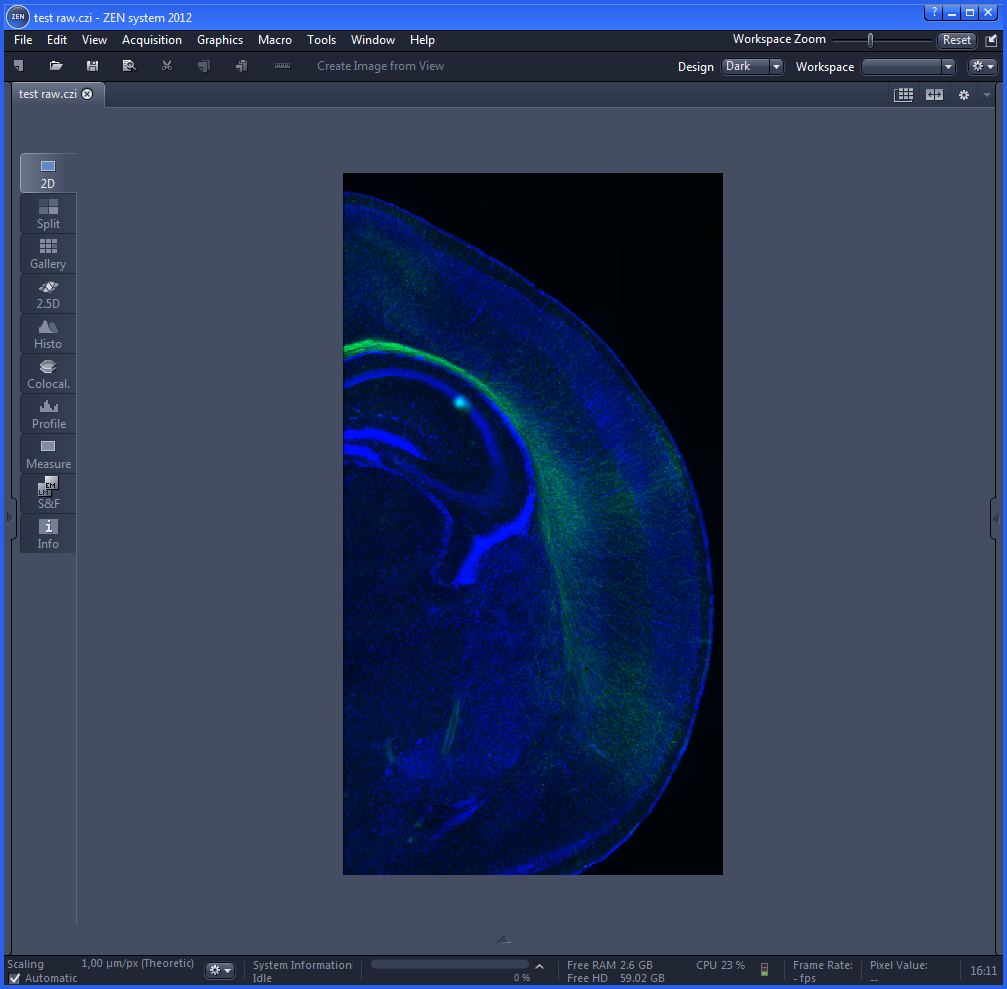 ZEN test raw.czi - ZEN system 2012 ?
File Edit View Acquisition Graphics Macro Tools Window Help Workspace Zoom Reset
Create Image from View Design Dark Workspace
test raw.czi
2D
Split
Gallery
2.5D
Histo
Colocal.
Profile
Measure
EM
LM
S&F
i
Info
Scaling 1,00 µm/px (Theoretic) System Information: Free RAM 2.6 GB CPU 23 % Frame Rate: Pixel Value: 16:11
Automatic Idle 0 % Free HD 59.02 GB - fps --